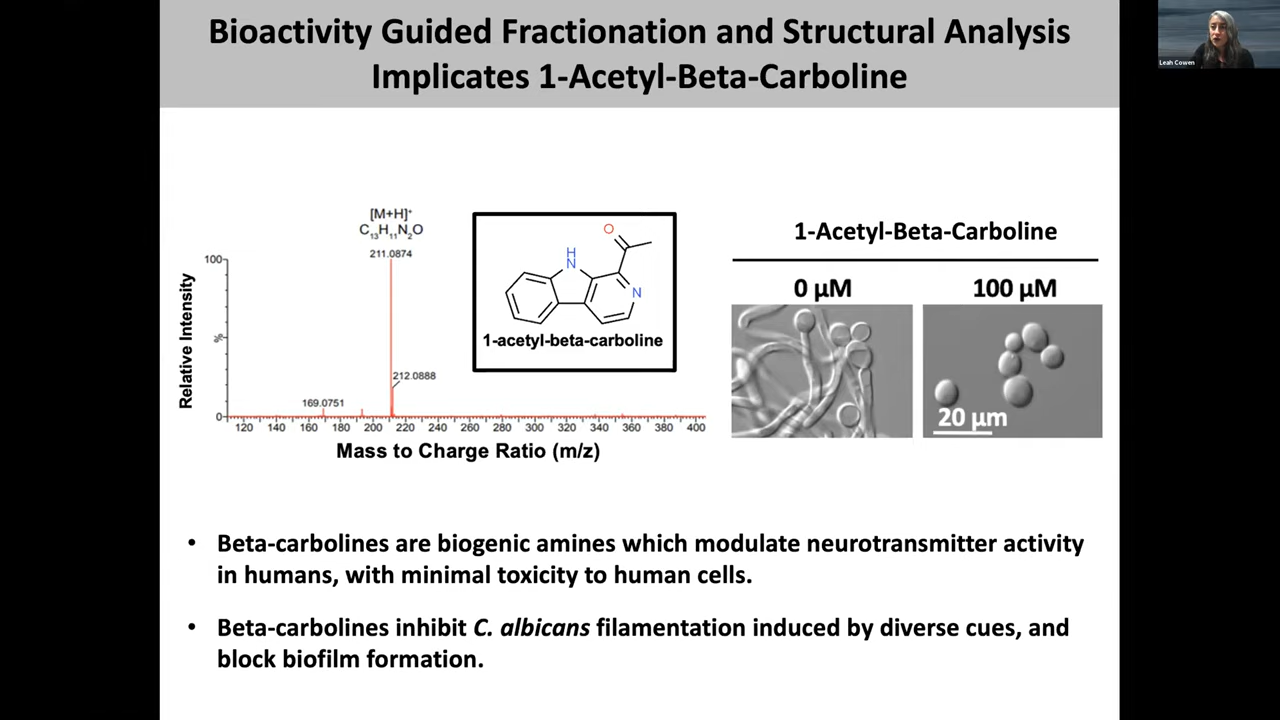 Bioactivity Guided Fractionation and Structural Analysis
Implicates 1-Acetyl-Beta-Carboline
Leah Cowen
[M+H]⁺
C₁₃H₁₁N₂O
211.0874
100
%
0
212.0888
169.0751
120 140 160 180 200 220 240 260 280 300 320 340 360 380 400
Relative Intensity
Mass to Charge Ratio (m/z)
O
H
N
N
1-acetyl-beta-carboline
1-Acetyl-Beta-Carboline
0 µM
100 µM
20 µm
• Beta-carbolines are biogenic amines which modulate neurotransmitter activity
in humans, with minimal toxicity to human cells.
• Beta-carbolines inhibit C. albicans filamentation induced by diverse cues, and
block biofilm formation.